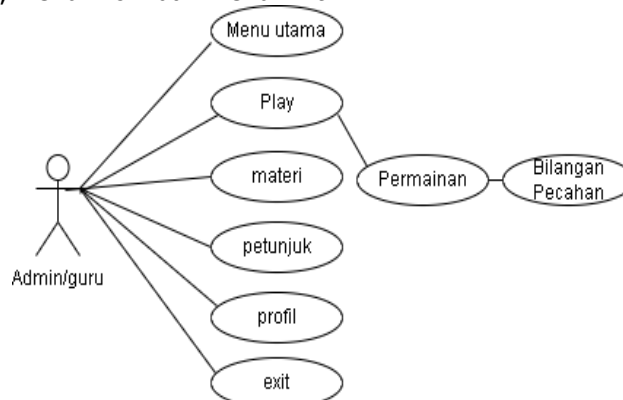 Menu utama
Play
materi
Permainan
Bilangan
Pecahan
petunjuk
Admin/guru
profil
exit